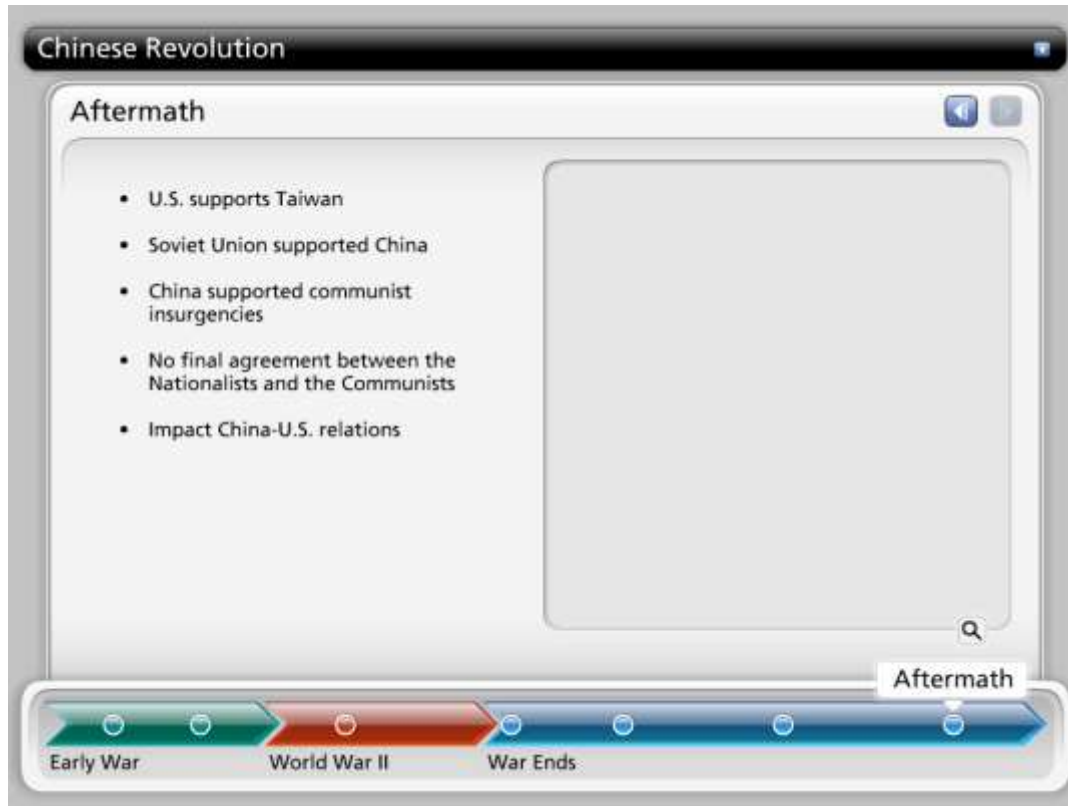 Chinese Revolution
Aftermath
• U.S. supports Taiwan
• Soviet Union supported China
• China supported communist
insurgencies
• No final agreement between the
Nationalists and the Communists
• Impact China-U.S. relations
Aftermath
Early War
World War II
War Ends